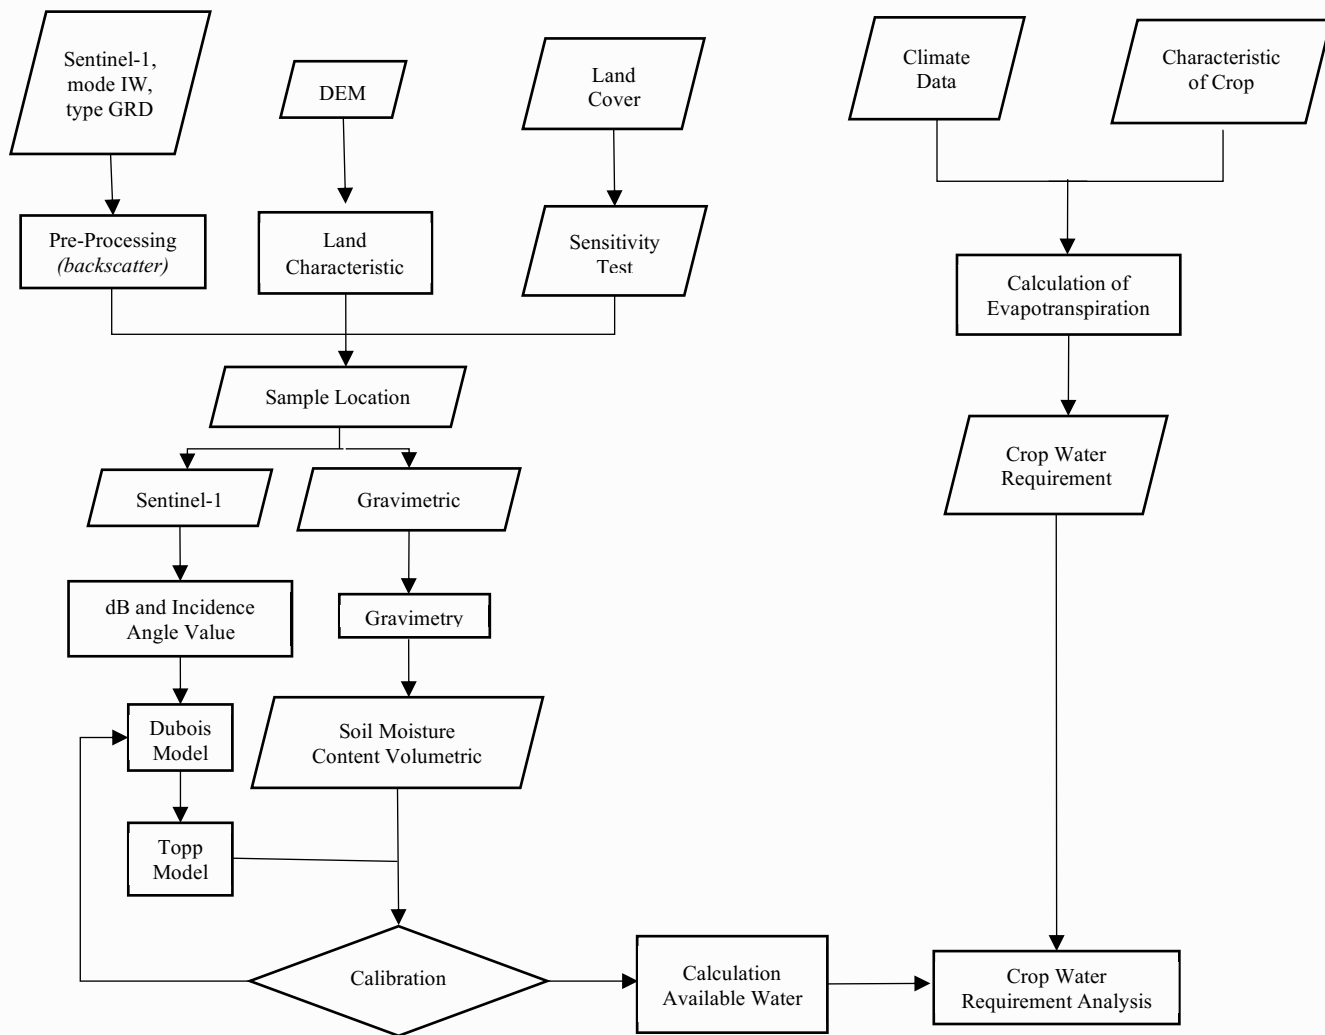 Sentinel-1,
mode IW,
type GRD
DEM
Land
Cover
Climate
Data
Characteristic
of Crop
Pre-Processing
(backscatter)
Land
Characteristic
Sensitivity
Test
Calculation of
Evapotranspiration
Sample Location
Crop Water
Requirement
Sentinel-1
Gravimetric
dB and Incidence
Angle Value
Gravimetry
Dubois
Model
Soil Moisture
Content Volumetric
Topp
Model
Calibration
Calculation
Available Water
Crop Water
Requirement Analysis